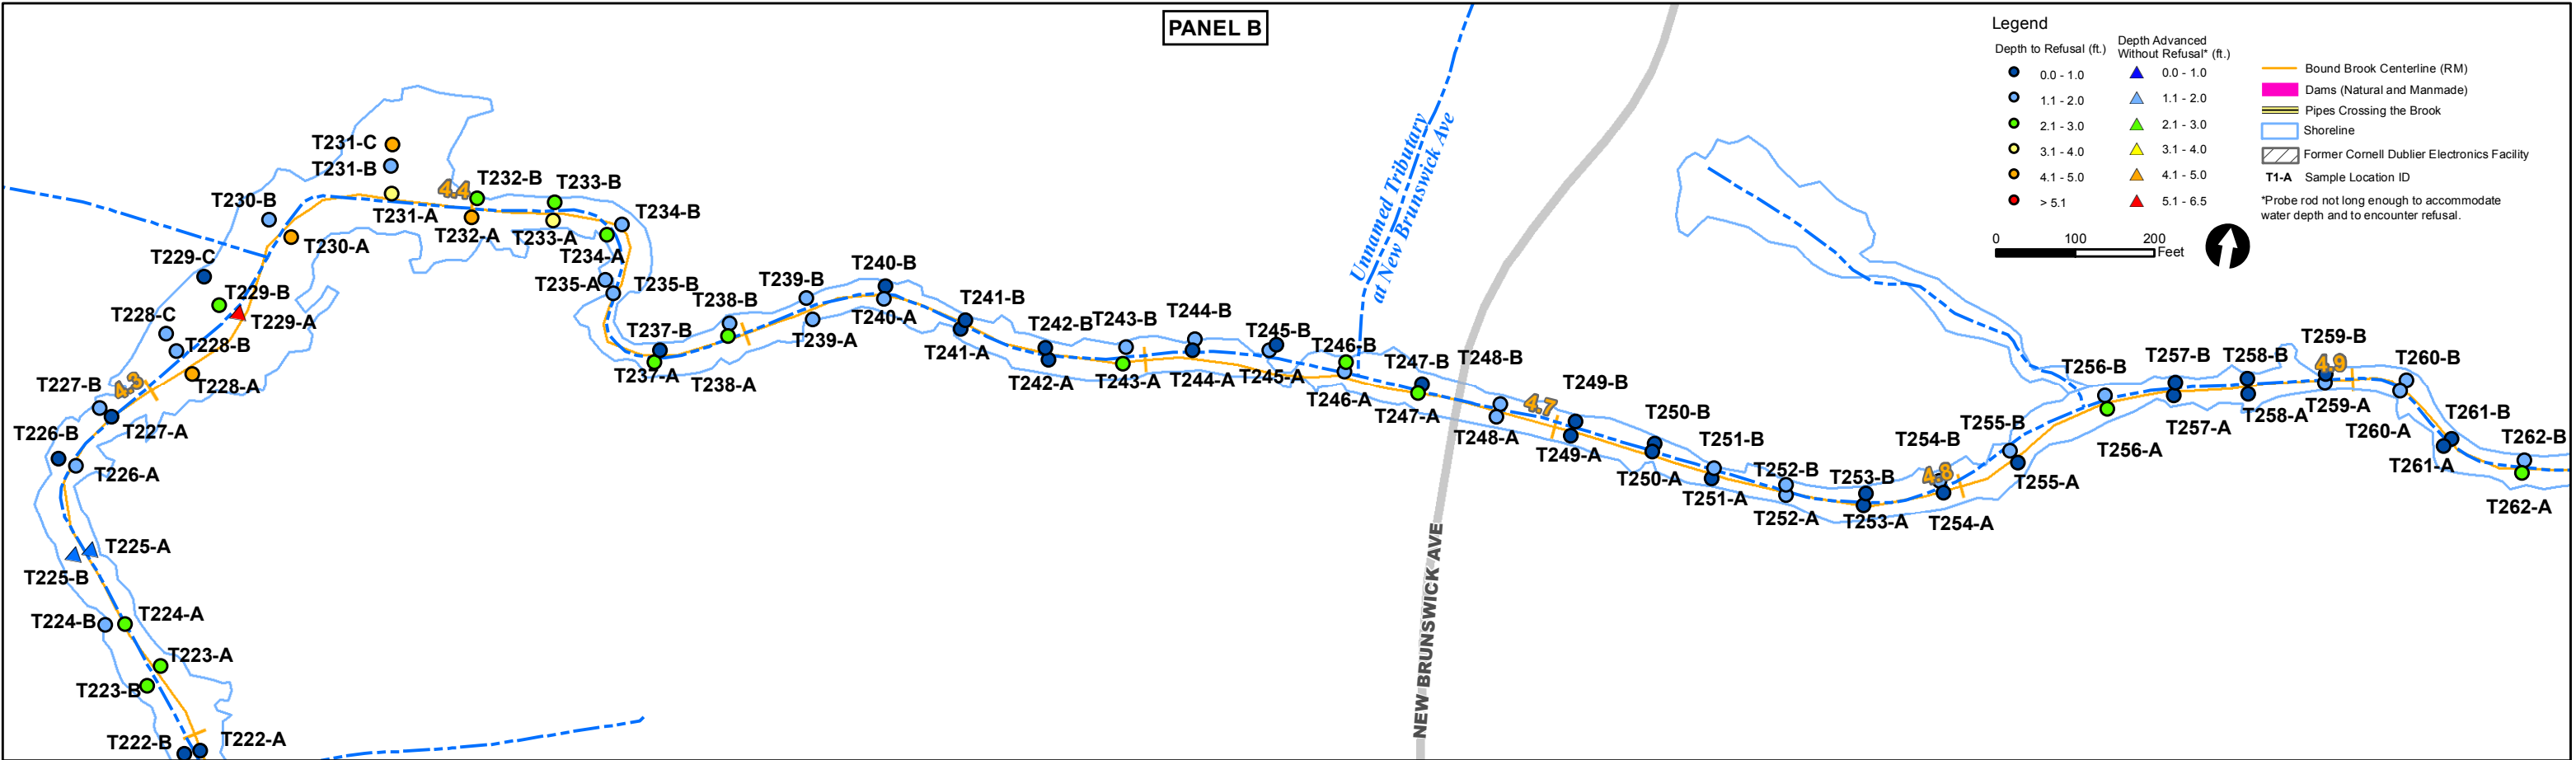 PANEL B
Legend
Depth to Refusal (ft.)
0.0 - 1.0
1.1 - 2.0
2.1 - 3.0
3.1 - 4.0
4.1 - 5.0
> 5.1
Depth Advanced
Without Refusal* (ft.)
0.0 - 1.0
1.1 - 2.0
2.1 - 3.0
3.1 - 4.0
4.1 - 5.0
5.1 - 6.5
Bound Brook Centerline (RM)
Dams (Natural and Manmade)
Pipes Crossing the Brook
Shoreline
Former Cornell Dublier Electronics Facility
T1-A Sample Location ID
*Probe rod not long enough to accommodate
water depth and to encounter refusal.
0 100 200
Feet
Unnamed Tributary
at New Brunswick Ave
NEW BRUNSWICK AVE
T231-C
T231-B
T231-A
T230-B
T230-A
T229-C
T229-B
T229-A
T228-C
T228-B
T228-A
4.3
T227-B
T227-A
T226-B
T226-A
T225-A
T225-B
T224-A
T224-B
T223-A
T223-B
T222-B
T222-A
4.4
T232-B
T232-A
T233-B
T233-A
T234-B
T234-A
T235-A
T235-B
T237-B
T237-A
T238-B
T238-A
T239-B
T239-A
T240-B
T240-A
T241-B
T241-A
T242-B
T242-A
T243-B
T243-A
T244-B
T244-A
T245-B
T245-A
T246-B
T246-A
T247-B
T247-A
T248-B
T248-A
4.7
T249-B
T249-A
T250-B
T250-A
T251-B
T251-A
T252-B
T252-A
T253-B
T253-A
T254-B
4.8
T254-A
T255-B
T255-A
T256-B
T256-A
T257-B
T257-A
T258-B
T258-A
T259-B
4.9
T259-A
T260-B
T260-A
T261-B
T261-A
T262-B
T262-A